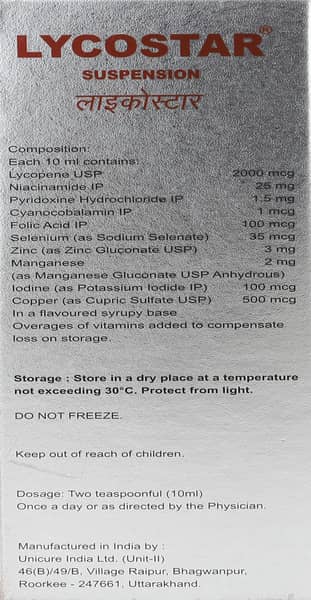 LYCOSTAR®
SUSPENSION
लाइकोस्टार
Composition:
Each 10 ml contains:
Lycopene USP 2000 mcg
Niacinamide IP 25 mg
Pyridoxine Hydrochloride IP 1.5 mg
Cyanocobalamin IP 1 mcg
Folic Acid IP 100 mcg
Selenium (as Sodium Selenate) 35 mcg
Zinc (as Zinc Gluconate USP) 3 mg
Manganese 2 mg
(as Manganese Gluconate USP Anhydrous)
Iodine (as Potassium Iodide IP) 100 mcg
Copper (as Cupric Sulfate USP) 500 mcg
In a flavoured syrupy base
Overages of vitamins added to compensate
loss on storage.
Storage : Store in a dry place at a temperature
not exceeding 30°C. Protect from light.
DO NOT FREEZE.
Keep out of reach of children.
Dosage: Two teaspoonful (10ml)
Once a day or as directed by the Physician.
Manufactured in India by :
Unicure India Ltd. (Unit-II)
46(B)/49/B, Village Raipur, Bhagwanpur,
Roorkee - 247661, Uttarakhand.